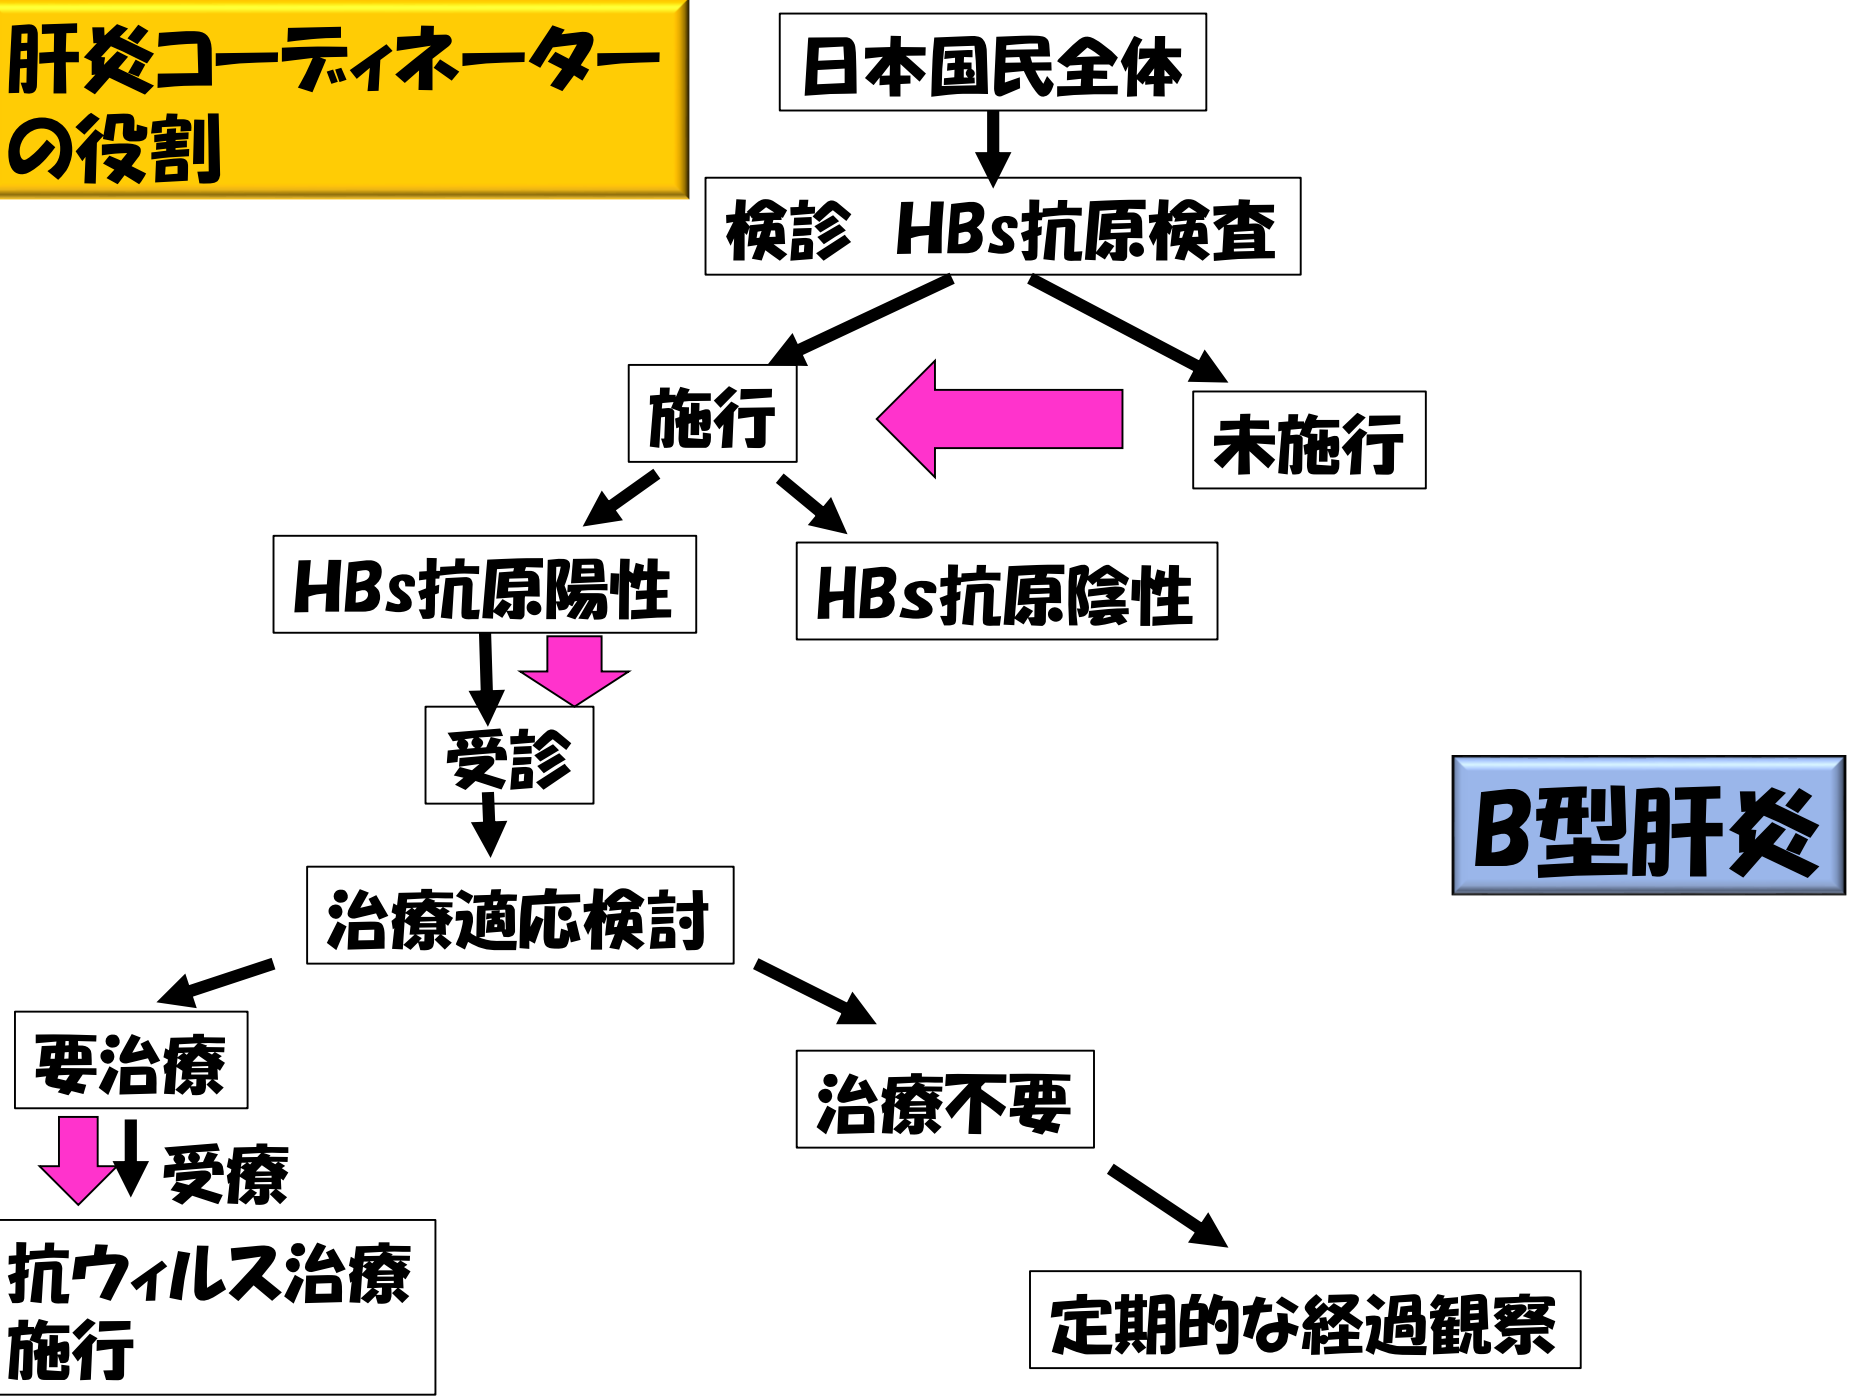 肝炎コーディネーター
の役割
日本国民全体
検診　HBs抗原検査
施行
未施行
HBs抗原陽性
HBs抗原陰性
受診
B型肝炎
治療適応検討
要治療
治療不要
受療
抗ウィルス治療
施行
定期的な経過観察